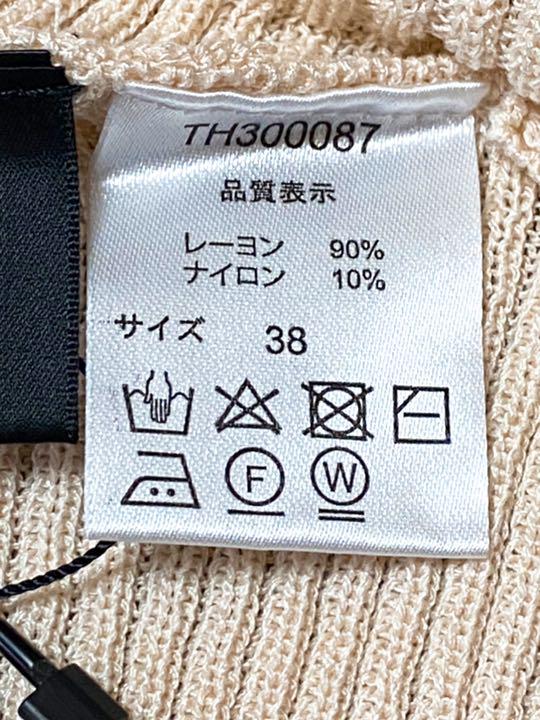 TH300087
品質表示
レーヨン 90%
ナイロン 10%
サイズ 38
F W